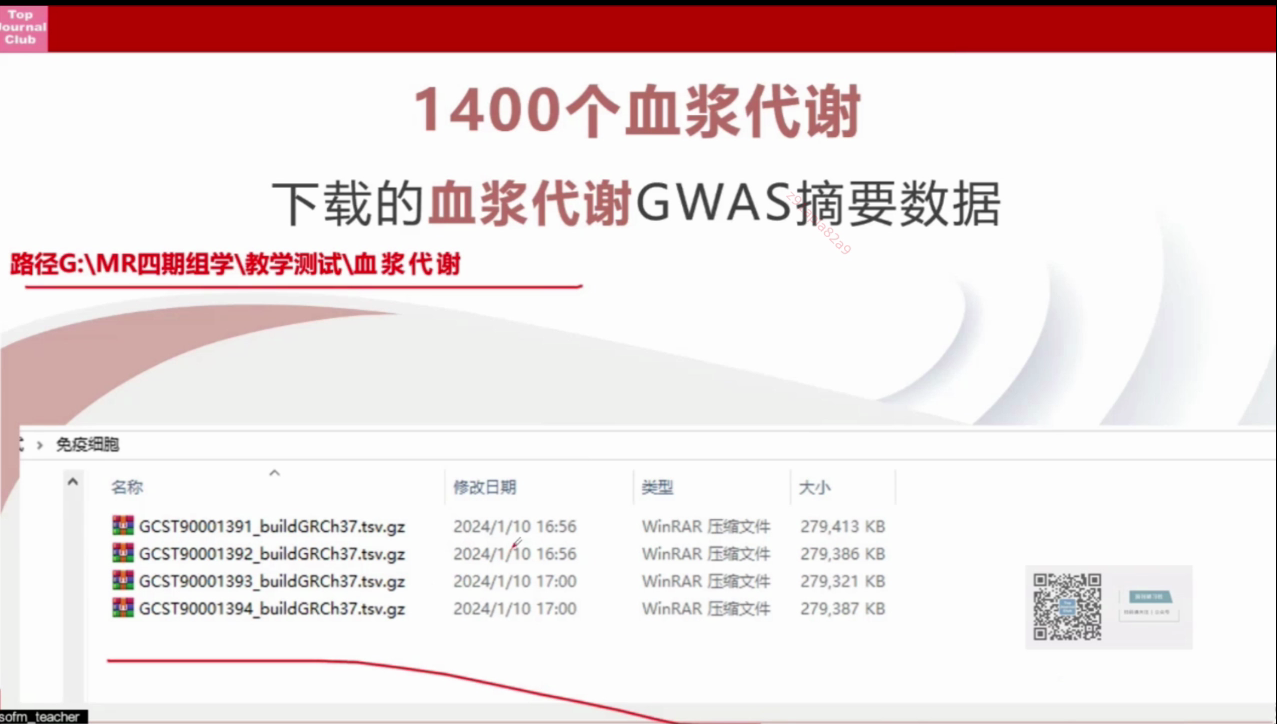 Top
Journal
Club
1400个血浆代谢
下载的血浆代谢GWAS摘要数据
路径G:\MR四期组学\教学测试\血浆代谢
› 免疫细胞
名称 修改日期 类型 大小
GCST90001391_buildGRCh37.tsv.gz 2024/1/10 16:56 WinRAR 压缩文件 279,413 KB
GCST90001392_buildGRCh37.tsv.gz 2024/1/10 16:56 WinRAR 压缩文件 279,386 KB
GCST90001393_buildGRCh37.tsv.gz 2024/1/10 17:00 WinRAR 压缩文件 279,321 KB
GCST90001394_buildGRCh37.tsv.gz 2024/1/10 17:00 WinRAR 压缩文件 279,387 KB
sofm_teacher